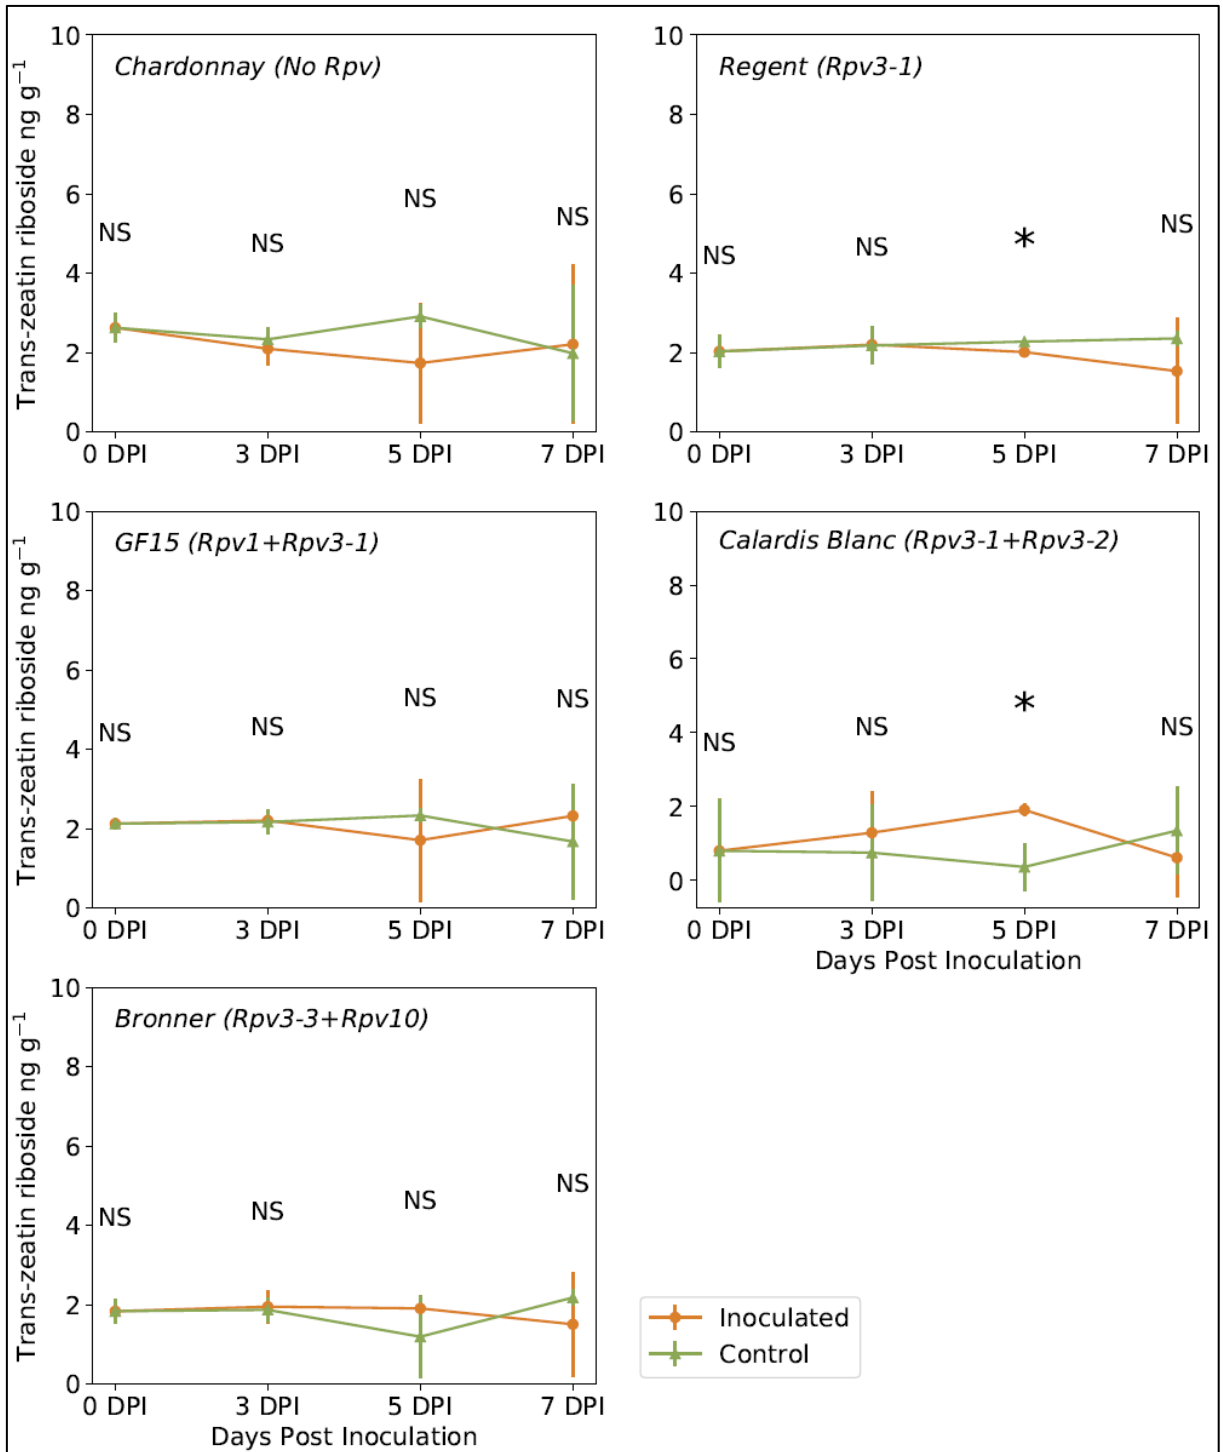 Chardonnay (No Rpv)
Trans-zeatin riboside ng g⁻¹
10
8
6
4
2
0
NS
NS
NS
NS
0 DPI
3 DPI
5 DPI
7 DPI
Regent (Rpv3-1)
10
8
6
4
2
0
NS
NS
*
NS
0 DPI
3 DPI
5 DPI
7 DPI
GF15 (Rpv1+Rpv3-1)
Trans-zeatin riboside ng g⁻¹
10
8
6
4
2
0
NS
NS
NS
NS
0 DPI
3 DPI
5 DPI
7 DPI
Calardis Blanc (Rpv3-1+Rpv3-2)
10
8
6
4
2
0
NS
NS
*
NS
0 DPI
3 DPI
5 DPI
7 DPI
Days Post Inoculation
Bronner (Rpv3-3+Rpv10)
Trans-zeatin riboside ng g⁻¹
10
8
6
4
2
0
NS
NS
NS
NS
0 DPI
3 DPI
5 DPI
7 DPI
Days Post Inoculation
Inoculated
Control